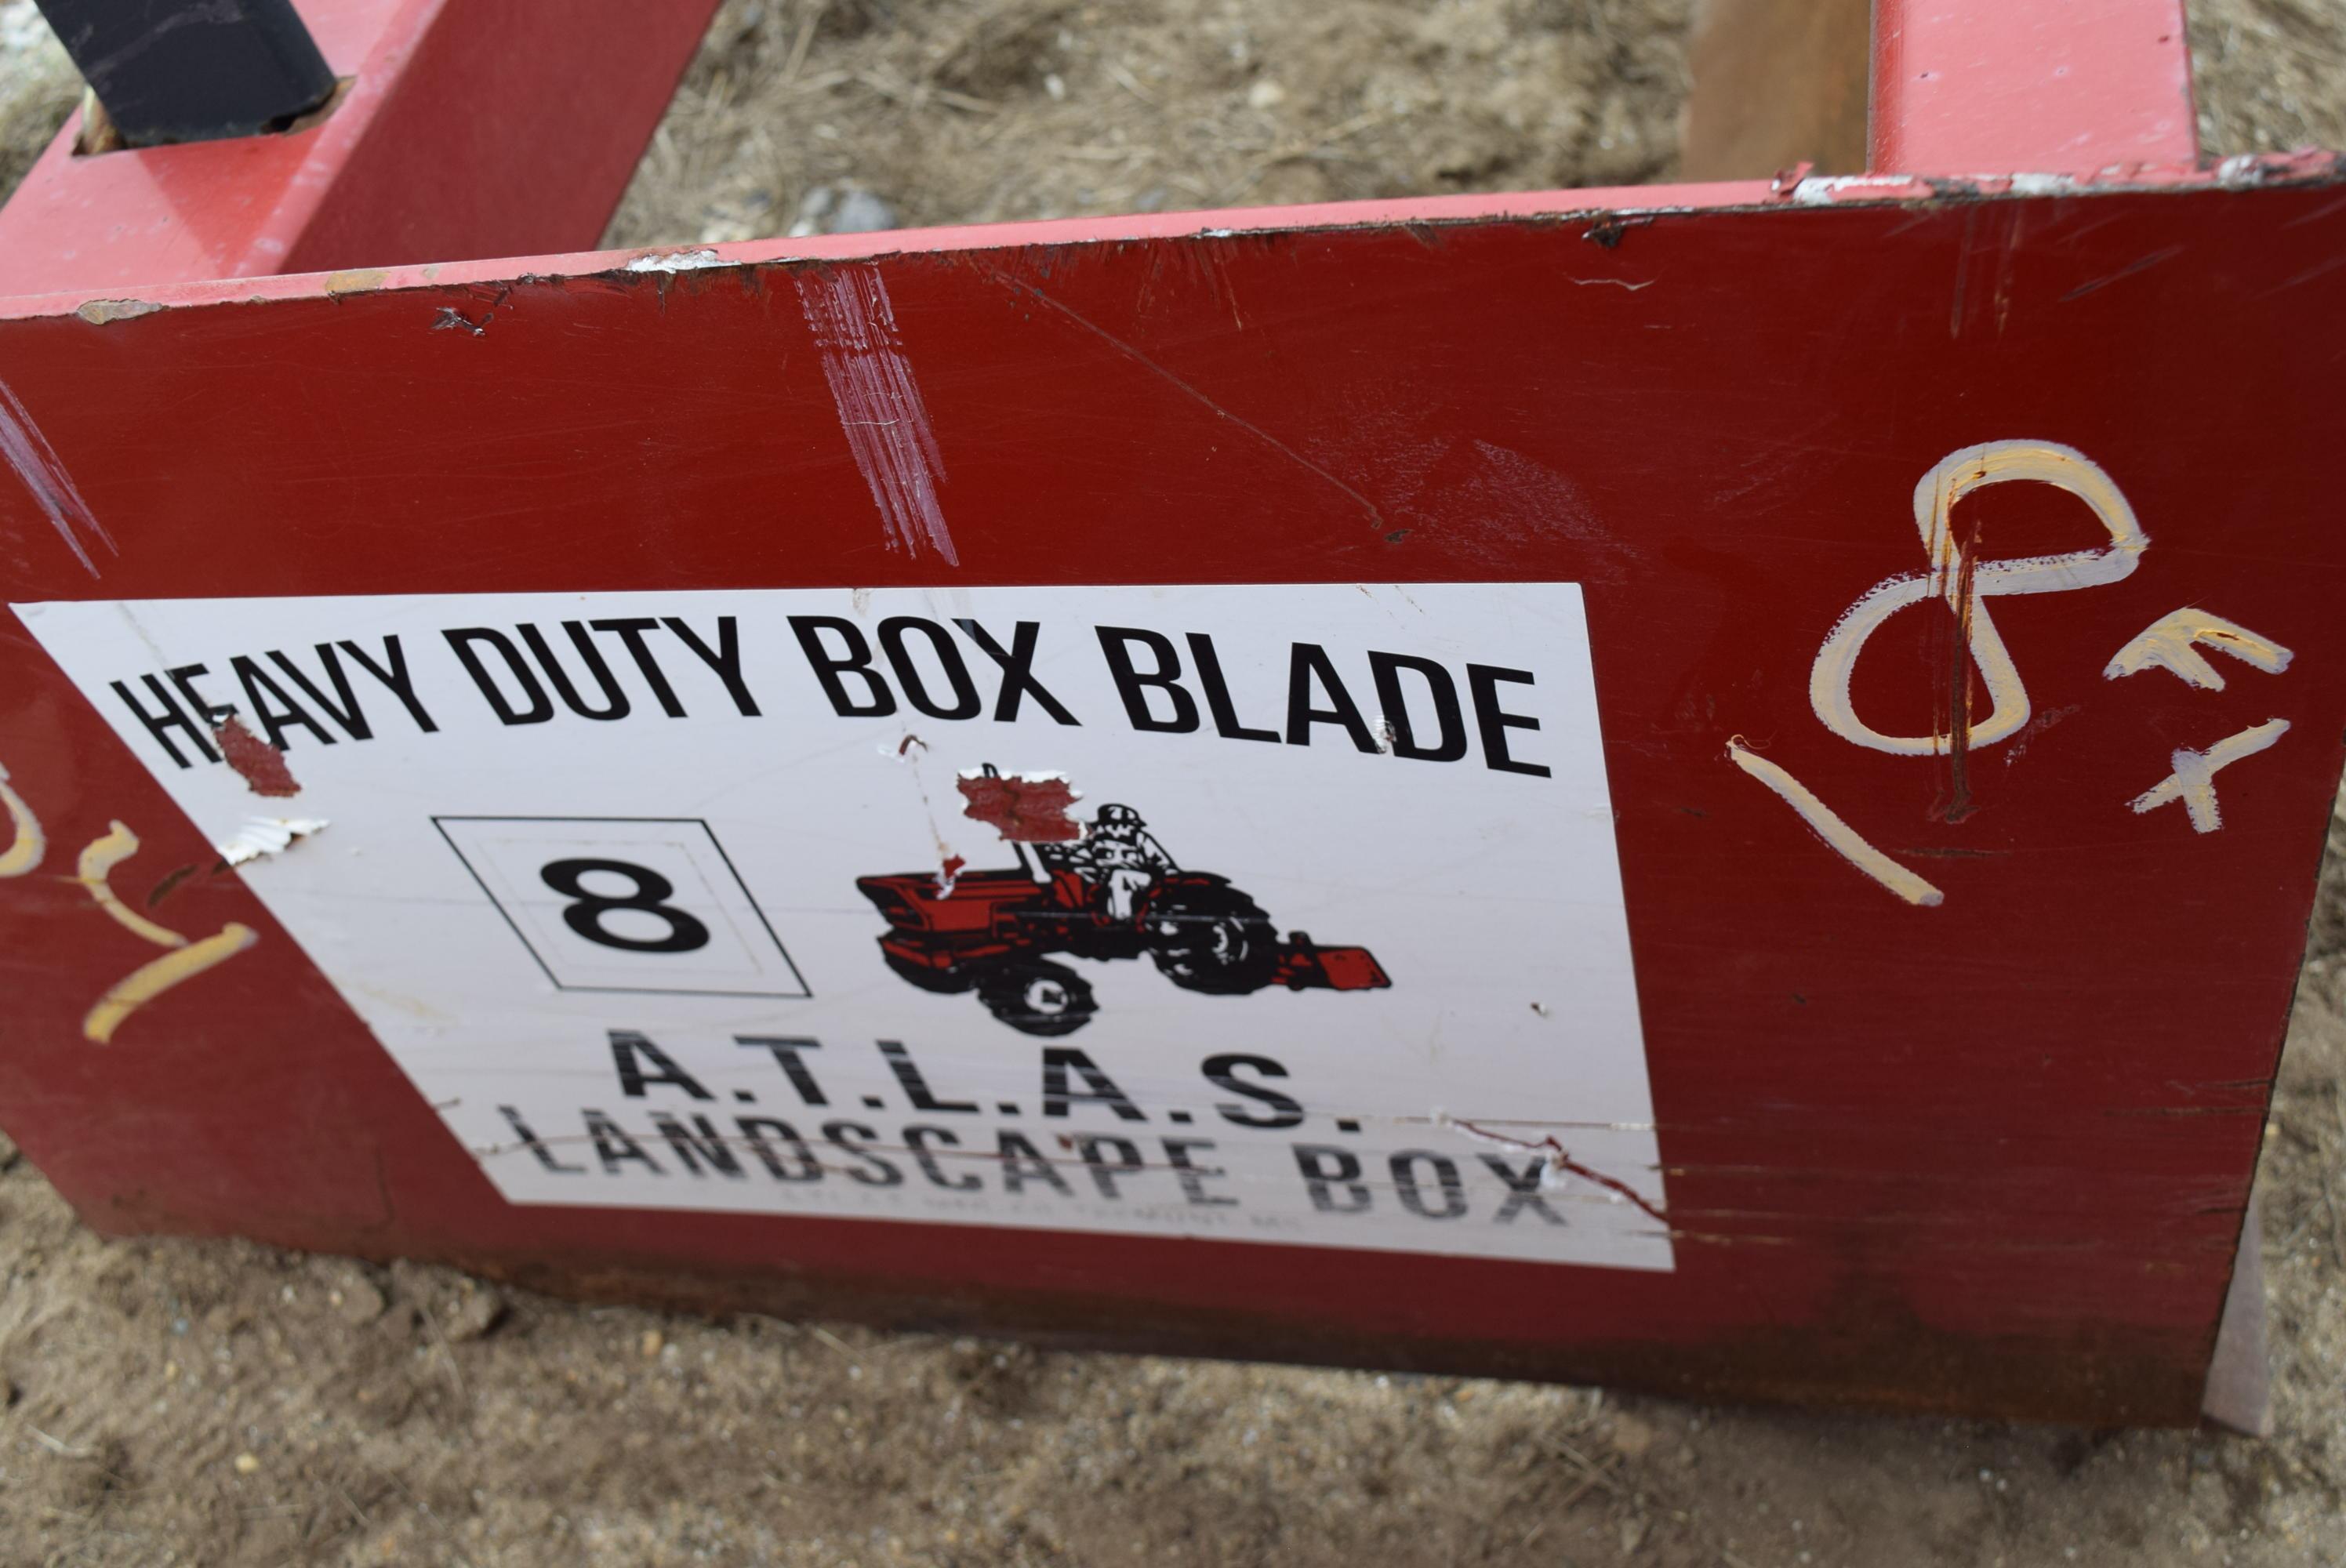 HEAVY DUTY BOX BLADE
8
A.T.L.A.S.
LANDSCAPE BOX
8 FT